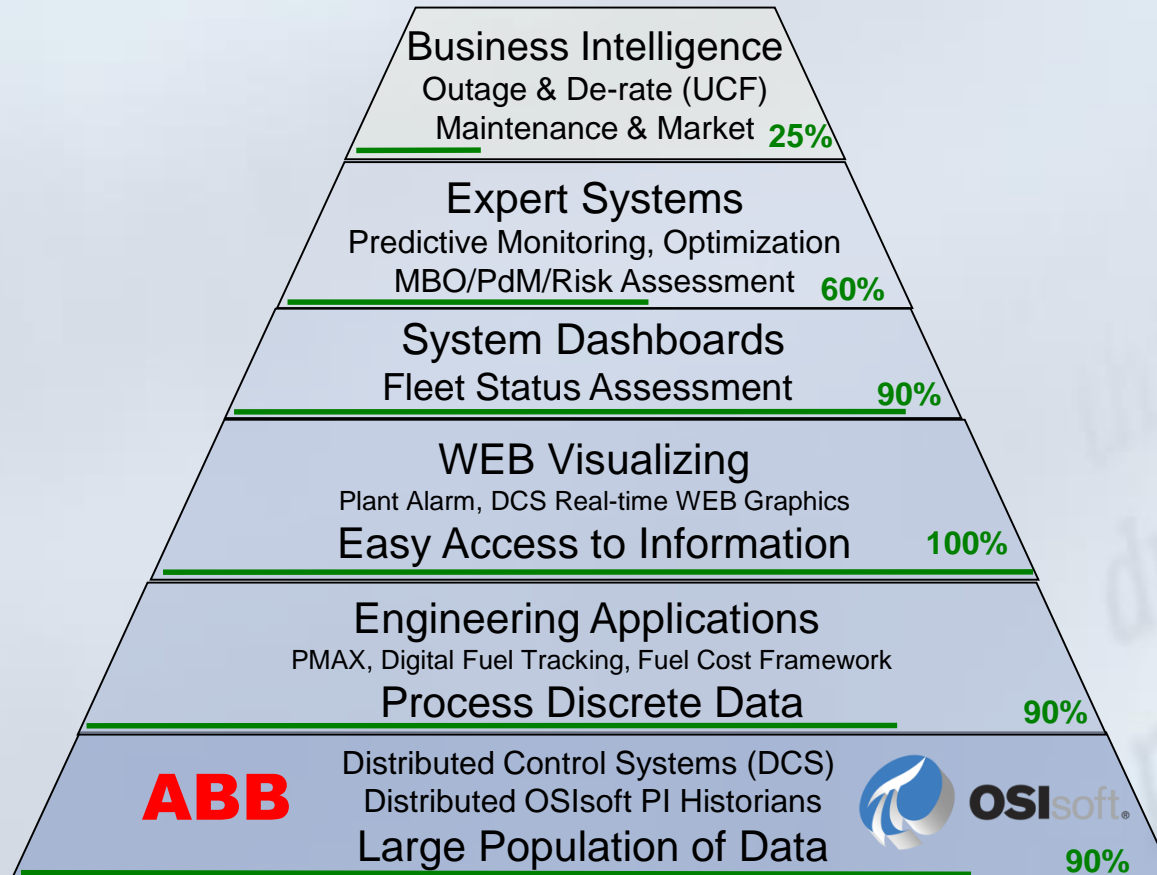 Business Intelligence
Outage & De-rate (UCF)
Maintenance & Market 25%
Expert Systems
Predictive Monitoring, Optimization
MBO/PdM/Risk Assessment 60%
System Dashboards
Fleet Status Assessment 90%
WEB Visualizing
Plant Alarm, DCS Real-time WEB Graphics
Easy Access to Information 100%
Engineering Applications
PMAX, Digital Fuel Tracking, Fuel Cost Framework
Process Discrete Data 90%
ABB
Distributed Control Systems (DCS)
Distributed OSIsoft PI Historians
OSIsoft®
Large Population of Data 90%